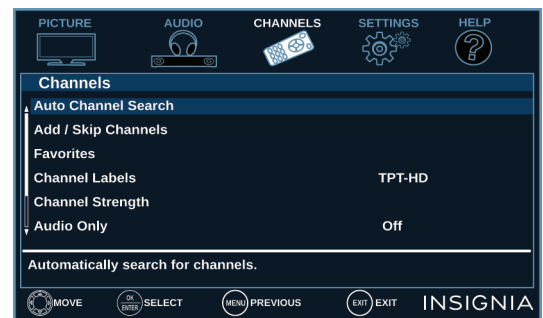 PICTURE AUDIO CHANNELS SETTINGS HELP
Channels
Auto Channel Search
Add / Skip Channels
Favorites
Channel Labels TPT-HD
Channel Strength
Audio Only Off
Automatically search for channels.
MOVE OK ENTER SELECT MENU PREVIOUS EXIT EXIT INSIGNIA